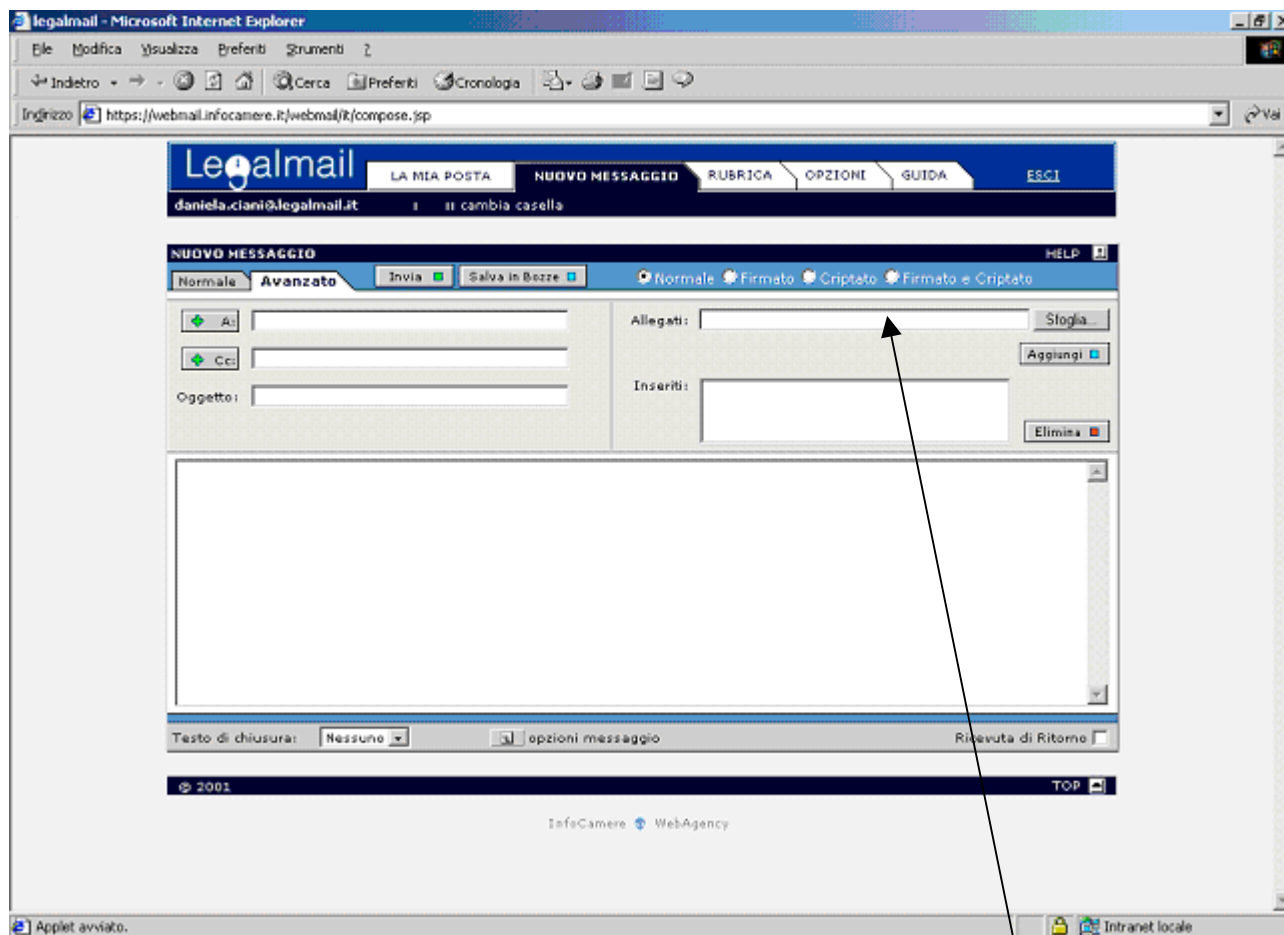 legalmail - Microsoft Internet Explorer
File Modifica Visualizza Preferiti Strumenti ?
Indietro Cerca Preferiti Cronologia
Indirizzo https://webmail.infocamere.it/webmail/it/compose.jsp Vai
Legalmail LA MIA POSTA NUOVO MESSAGGIO RUBRICA OPZIONI GUIDA ESCI
daniela.ciani@legalmail.it cambia casella
NUOVO MESSAGGIO HELP
Normale Avanzato Invia Salva in Bozze Normale Firmato Criptato Firmato e Criptato
A: Allegati: Sfoglia...
Cc: Aggiungi
Oggetto: Inseriti:
Elimina
Testo di chiusura: Nessuno opzioni messaggio Ricevuta di Ritorno
© 2001 TOP
InfoCamere WebAgency
Applet avviato. Intranet locale